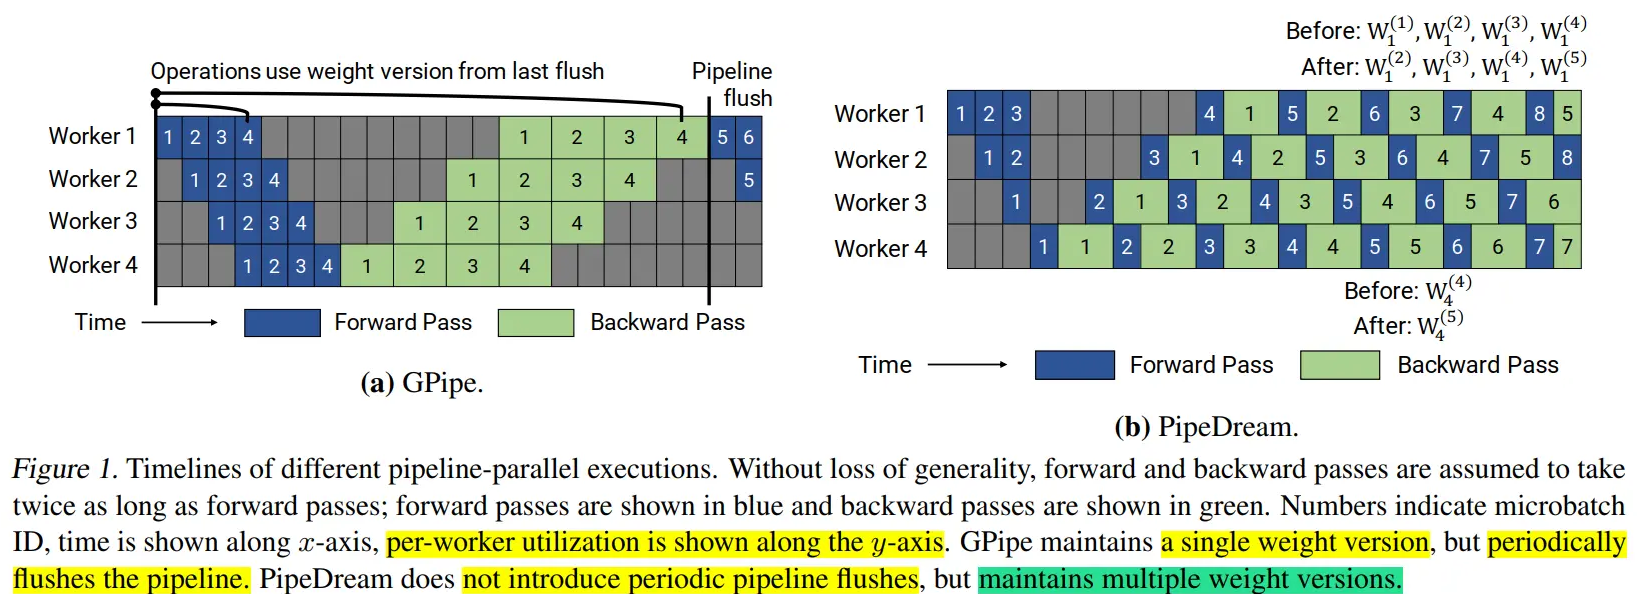 Operations use weight version from last flush
Pipeline
flush
Worker 1
1 2 3 4 1 2 3 4 5 6
Worker 2
1 2 3 4 1 2 3 4 5
Worker 3
1 2 3 4 1 2 3 4
Worker 4
1 2 3 4 1 2 3 4
Time
Forward Pass
Backward Pass
(a) GPipe.
Before: W₁⁽¹⁾, W₁⁽²⁾, W₁⁽³⁾, W₁⁽⁴⁾
After: W₁⁽²⁾, W₁⁽³⁾, W₁⁽⁴⁾, W₁⁽⁵⁾
Worker 1
1 2 3 4 1 5 2 6 3 7 4 8 5
Worker 2
1 2 3 1 4 2 5 3 6 4 7 5 8
Worker 3
1 2 1 3 2 4 3 5 4 6 5 7 6
Worker 4
1 1 2 2 3 3 4 4 5 5 6 6 7 7
Before: W₄⁽⁴⁾
After: W₄⁽⁵⁾
Time
Forward Pass
Backward Pass
(b) PipeDream.
Figure 1. Timelines of different pipeline-parallel executions. Without loss of generality, forward and backward passes are assumed to take
twice as long as forward passes; forward passes are shown in blue and backward passes are shown in green. Numbers indicate microbatch
ID, time is shown along x-axis, per-worker utilization is shown along the y-axis. GPipe maintains a single weight version, but periodically
flushes the pipeline. PipeDream does not introduce periodic pipeline flushes, but maintains multiple weight versions.